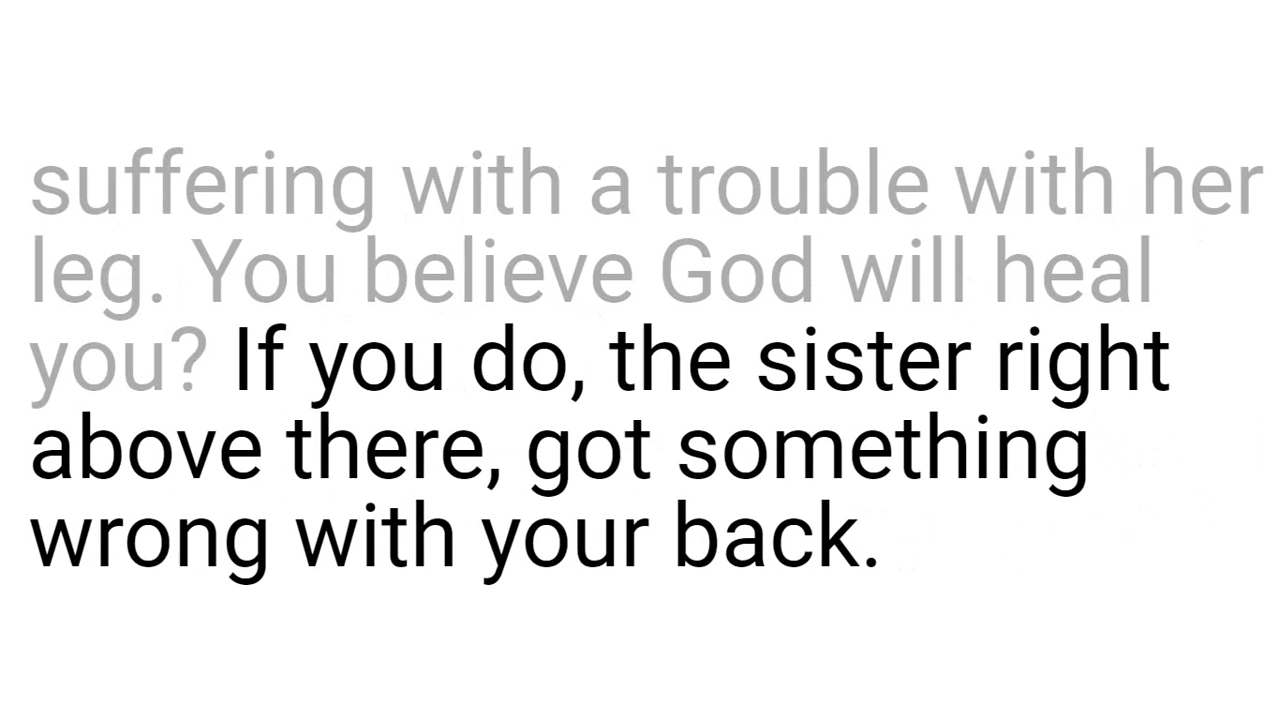 suffering with a trouble with her
leg. You believe God will heal
you? If you do, the sister right
above there, got something
wrong with your back.